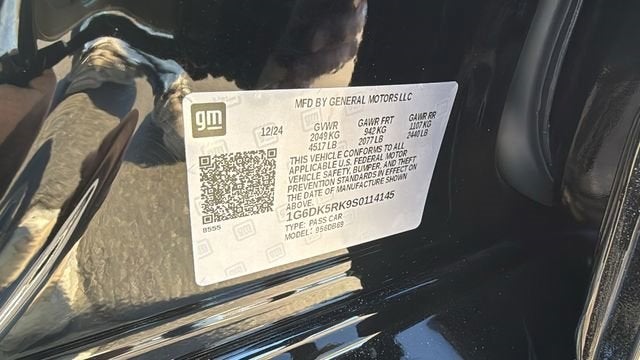 MFD BY GENERAL MOTORS LLC
gm
12/24
GVWR GAWR FRT GAWR RR
2049 KG 942 KG 1107 KG
4517 LB 2077 LB 2440 LB
THIS VEHICLE CONFORMS TO ALL
APPLICABLE U.S. FEDERAL MOTOR
VEHICLE SAFETY, BUMPER, AND THEFT
PREVENTION STANDARDS IN EFFECT ON
THE DATE OF MANUFACTURE SHOWN
ABOVE.
1G6DK5RK9S0114145
TYPE: PASS CAR
8555
MODEL: